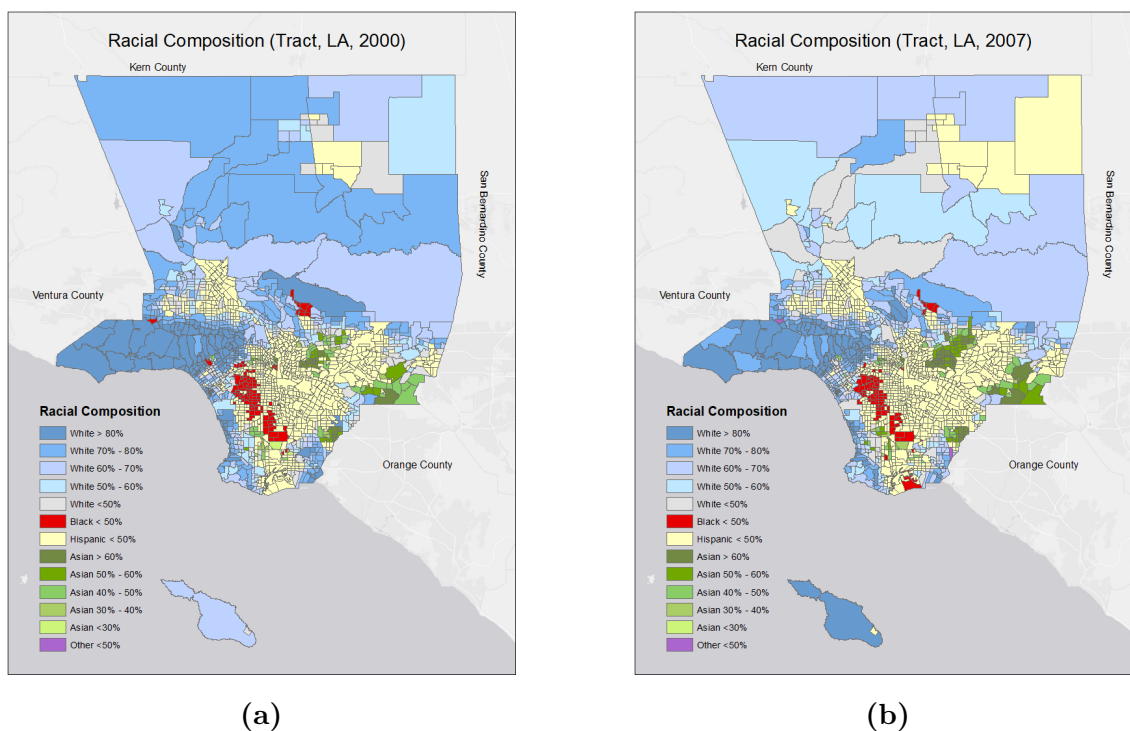 Racial Composition (Tract, LA, 2000)
Kern County
San Bernardino County
Ventura County
Orange County
Racial Composition
White > 80%
White 70% - 80%
White 60% - 70%
White 50% - 60%
White <50%
Black < 50%
Hispanic < 50%
Asian > 60%
Asian 50% - 60%
Asian 40% - 50%
Asian 30% - 40%
Asian <30%
Other <50%
(a)
Racial Composition (Tract, LA, 2007)
Kern County
San Bernardino County
Ventura County
Orange County
Racial Composition
White > 80%
White 70% - 80%
White 60% - 70%
White 50% - 60%
White <50%
Black < 50%
Hispanic < 50%
Asian > 60%
Asian 50% - 60%
Asian 40% - 50%
Asian 30% - 40%
Asian <30%
Other <50%
(b)